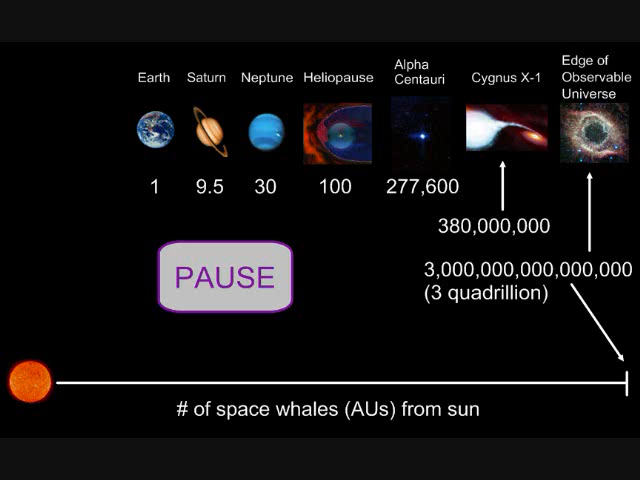 Earth Saturn Neptune Heliopause Alpha Centauri Cygnus X-1 Edge of Observable Universe
1 9.5 30 100 277,600
380,000,000
3,000,000,000,000,000
(3 quadrillion)
PAUSE
# of space whales (AUs) from sun